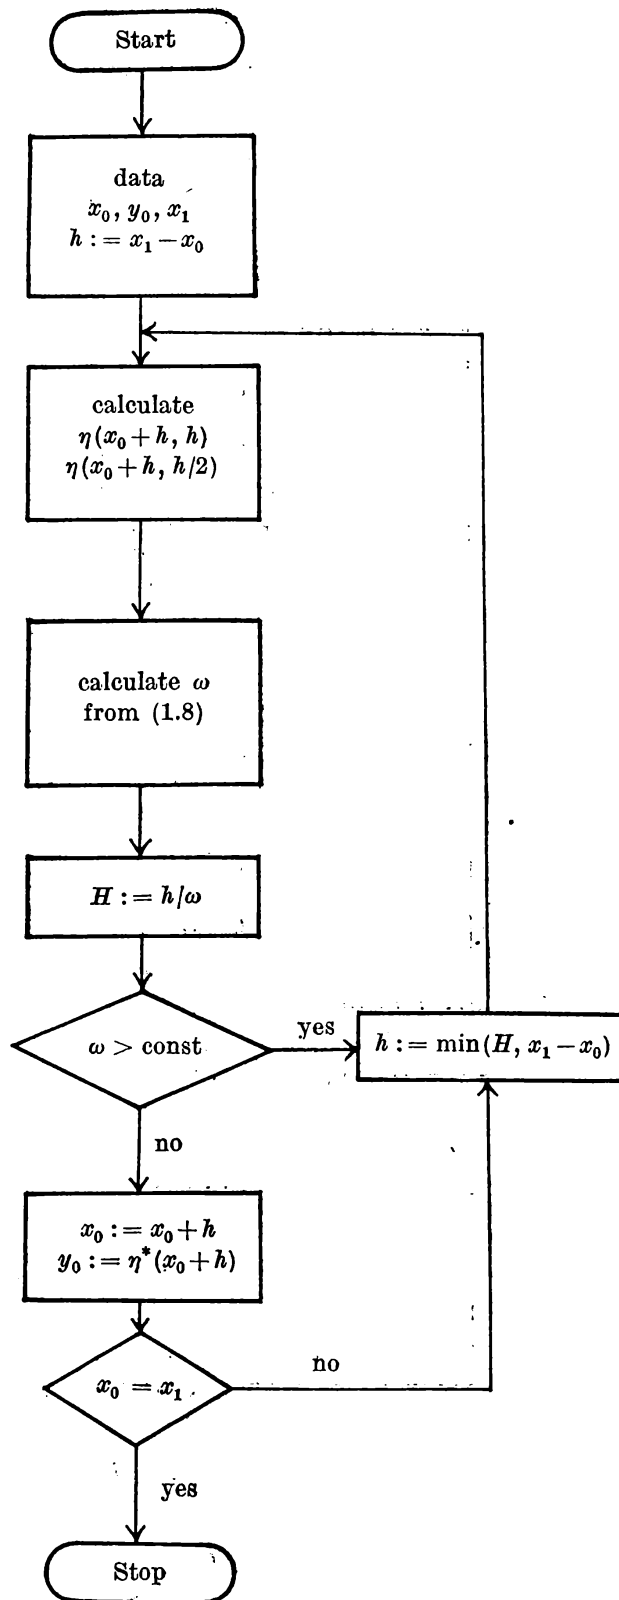 Start
data
x₀, y₀, x₁
h := x₁ − x₀
calculate
η(x₀ + h, h)
η(x₀ + h, h/2)
calculate ω
from (1.8)
H := h/ω
ω > const
yes
h := min(H, x₁ − x₀)
no
x₀ := x₀ + h
y₀ := η*(x₀ + h)
x₀ = x₁
no
yes
Stop